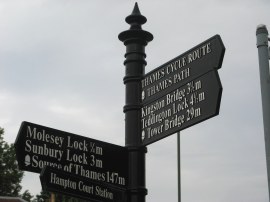 THAMES CYCLE ROUTE
THAMES PATH
Kingston Bridge 3½m
Teddington Lock 4½m
Tower Bridge 29m
Molesey Lock ¼m
Sunbury Lock 3m
Source of Thames 147m
Hampton Court Station